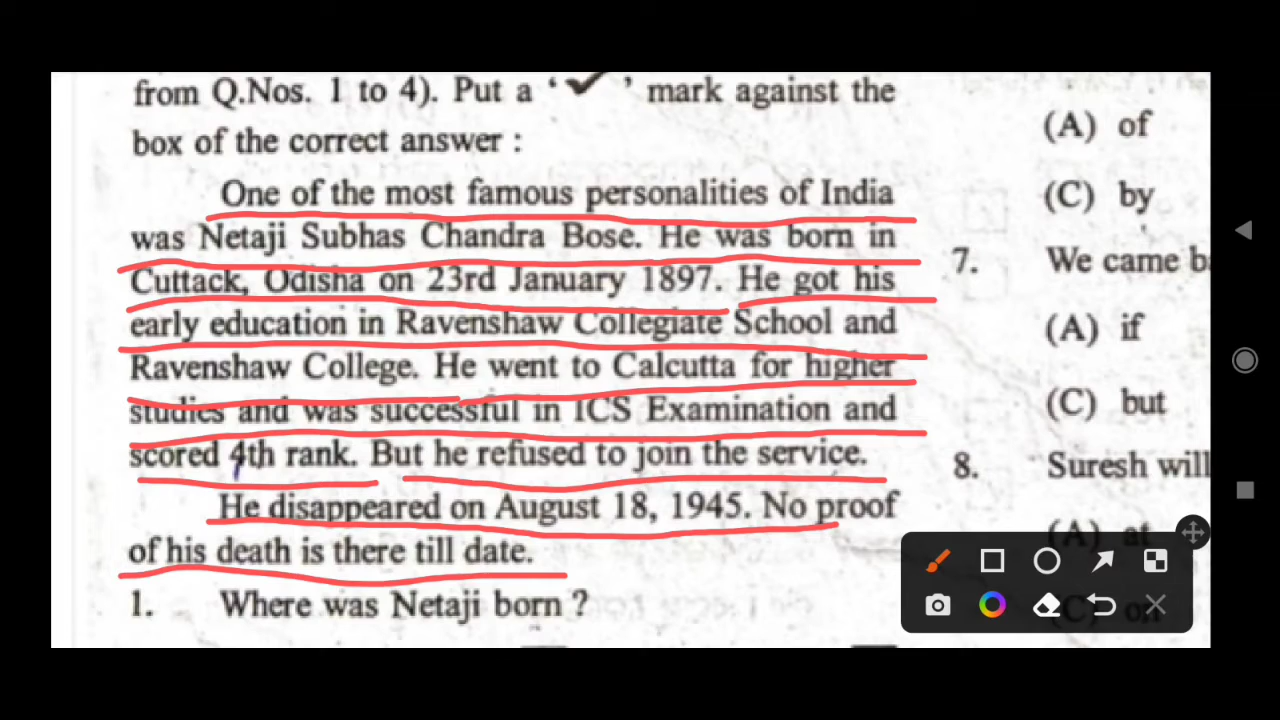 from Q.Nos. 1 to 4). Put a ‘✓’ mark against the
box of the correct answer :
One of the most famous personalities of India
was Netaji Subhas Chandra Bose. He was born in
Cuttack, Odisha on 23rd January 1897. He got his
early education in Ravenshaw Collegiate School and
Ravenshaw College. He went to Calcutta for higher
studies and was successful in ICS Examination and
scored 4th rank. But he refused to join the service.
He disappeared on August 18, 1945. No proof
of his death is there till date.
1. Where was Netaji born ?
(A) of
(C) by
7. We came
(A) if
(C) but
8. Suresh will
(A) at
(C) on